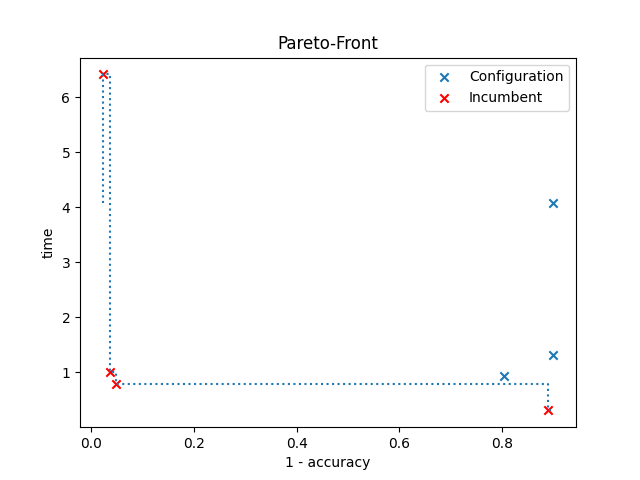 Pareto-Front
Configuration
Incumbent
6
5
4
3
2
1
time
0.0
0.2
0.4
0.6
0.8
1 - accuracy